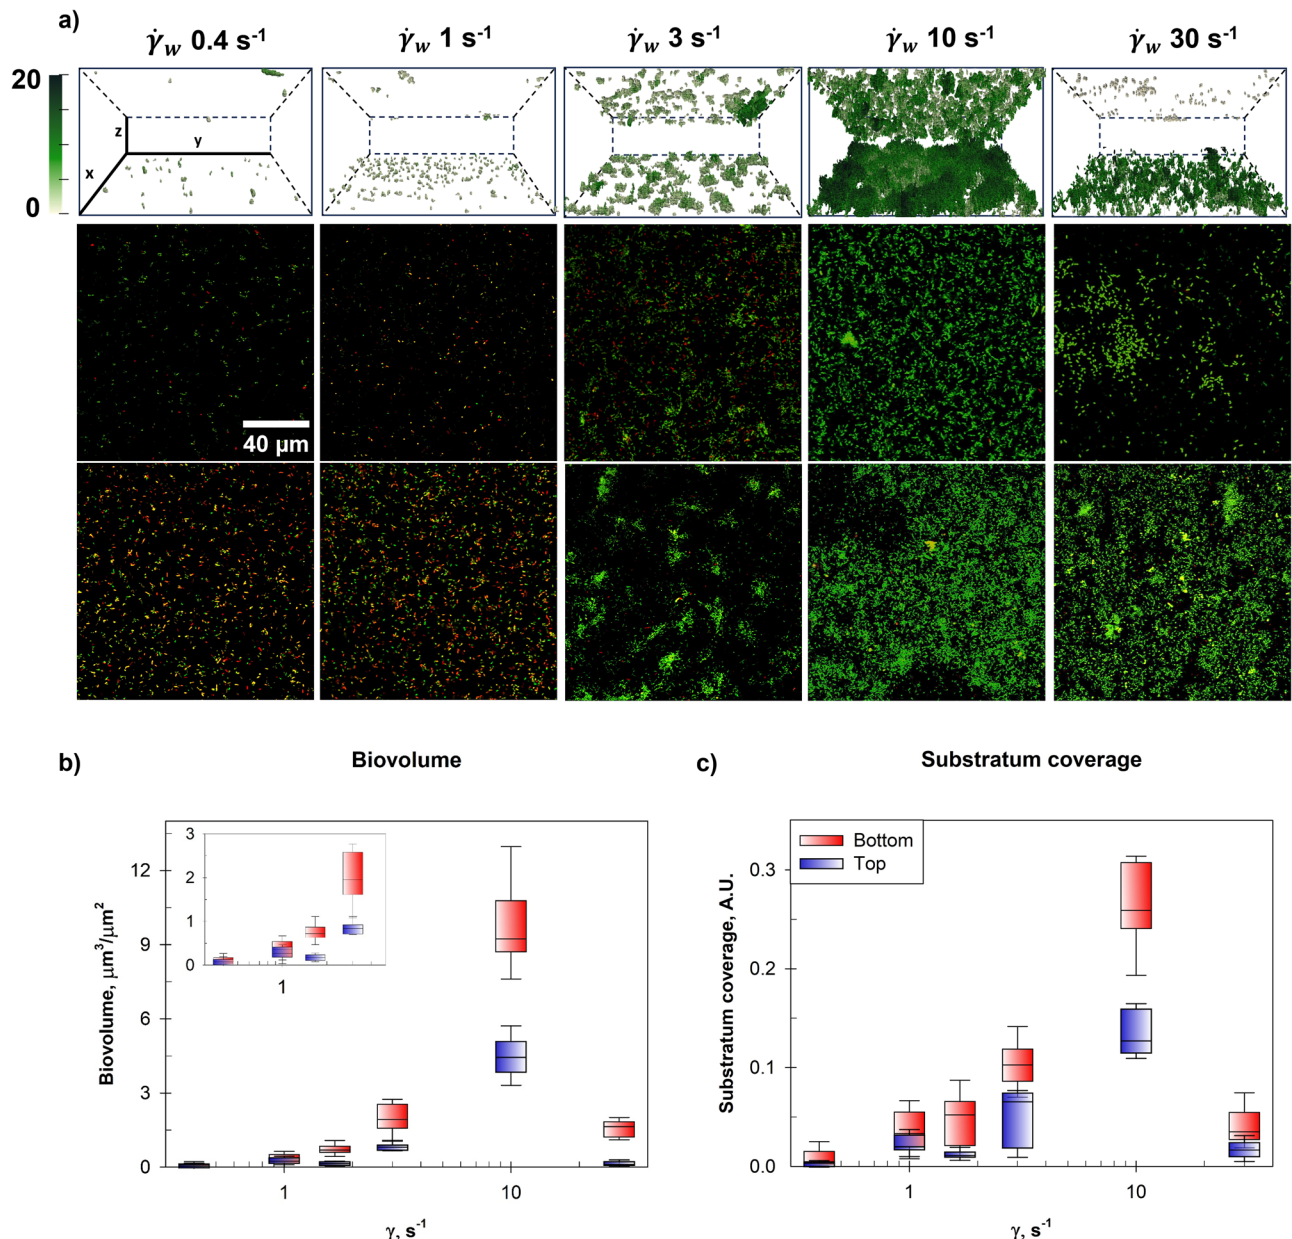 a)
γ̇w 0.4 s-1
γ̇w 1 s-1
γ̇w 3 s-1
γ̇w 10 s-1
γ̇w 30 s-1
20
10
0
z
y
x
40 µm
b)
Biovolume
c)
Substratum coverage
Biovolume, µm3/µm2
12
9
6
3
0
3
2
1
0
1
1
10
γ, s-1
Substratum coverage, A.U.
Bottom
Top
0.3
0.2
0.1
0.0
1
10
γ, s-1